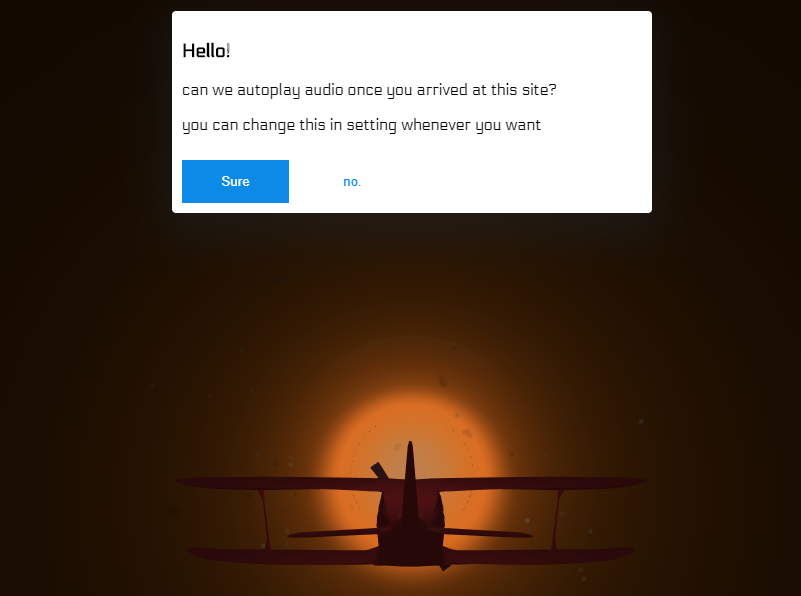 Hello!
can we autoplay audio once you arrived at this site?
you can change this in setting whenever you want
Sure
no.